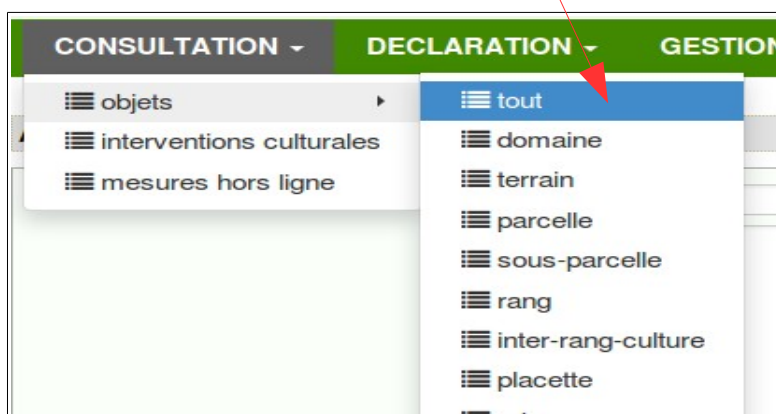 CONSULTATION DECLARATION GESTION
objets tout
interventions culturales domaine
mesures hors ligne terrain
parcelle
sous-parcelle
rang
inter-rang-culture
placette